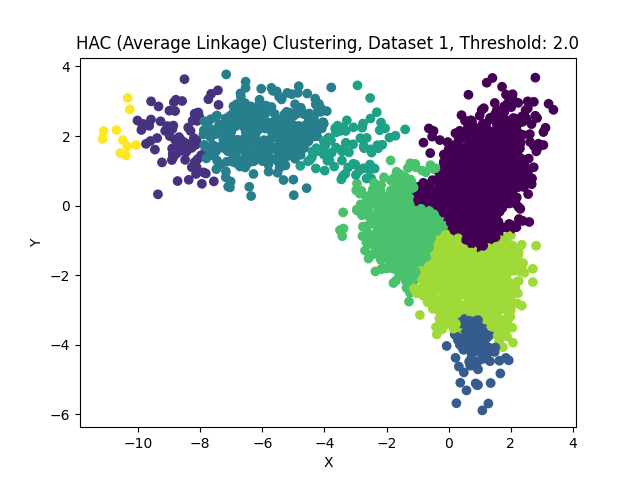 HAC (Average Linkage) Clustering, Dataset 1, Threshold: 2.0
4
2
0
−2
−4
−6
Y
−10 −8 −6 −4 −2 0 2 4
X